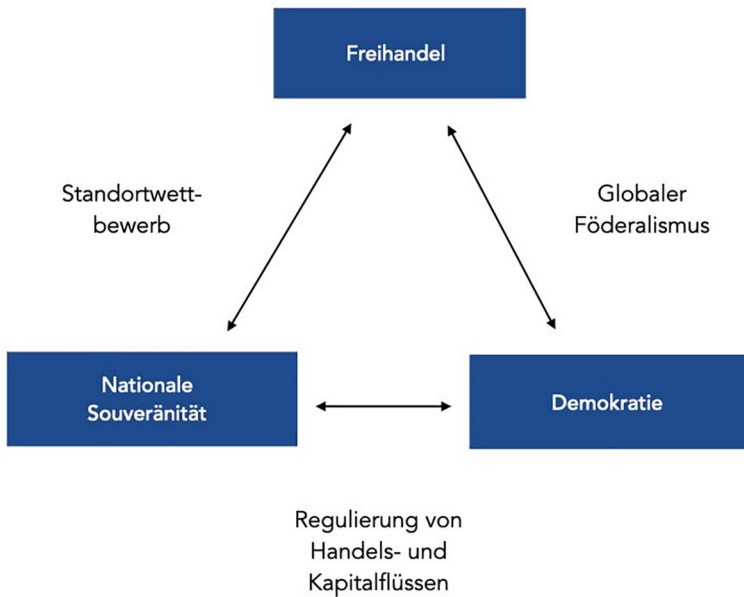 Freihandel
Standortwett-
bewerb
Globaler
Föderalismus
Nationale
Souveränität
Demokratie
Regulierung von
Handels- und
Kapitalflüssen